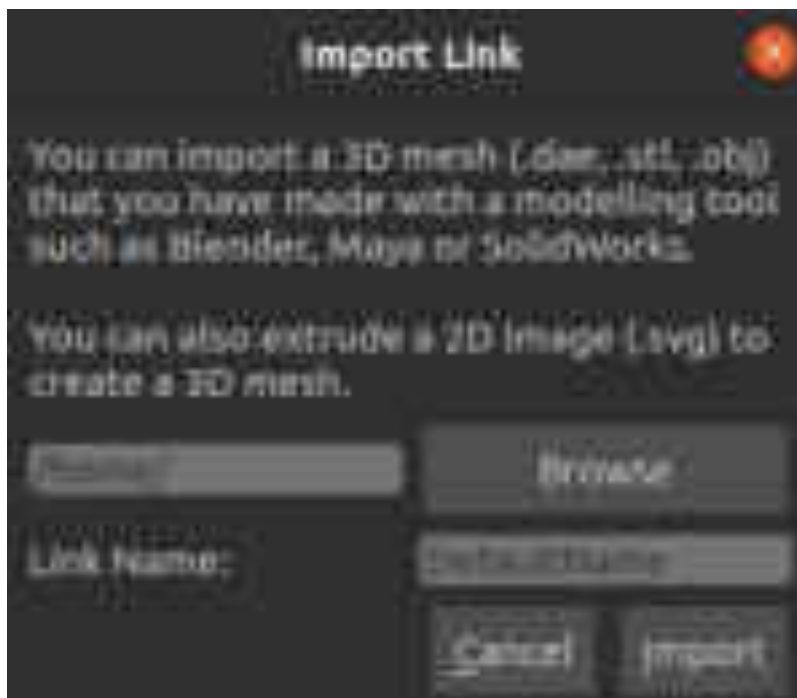 Import Link
You can import a 3D mesh (.dae, .stl, .obj)
that you have made with a modelling tool
such as Blender, Maya or SolidWorks.
You can also extrude a 2D image (.svg) to
create a 3D mesh.
Browse
Link Name:
DefaultName
Cancel
Import